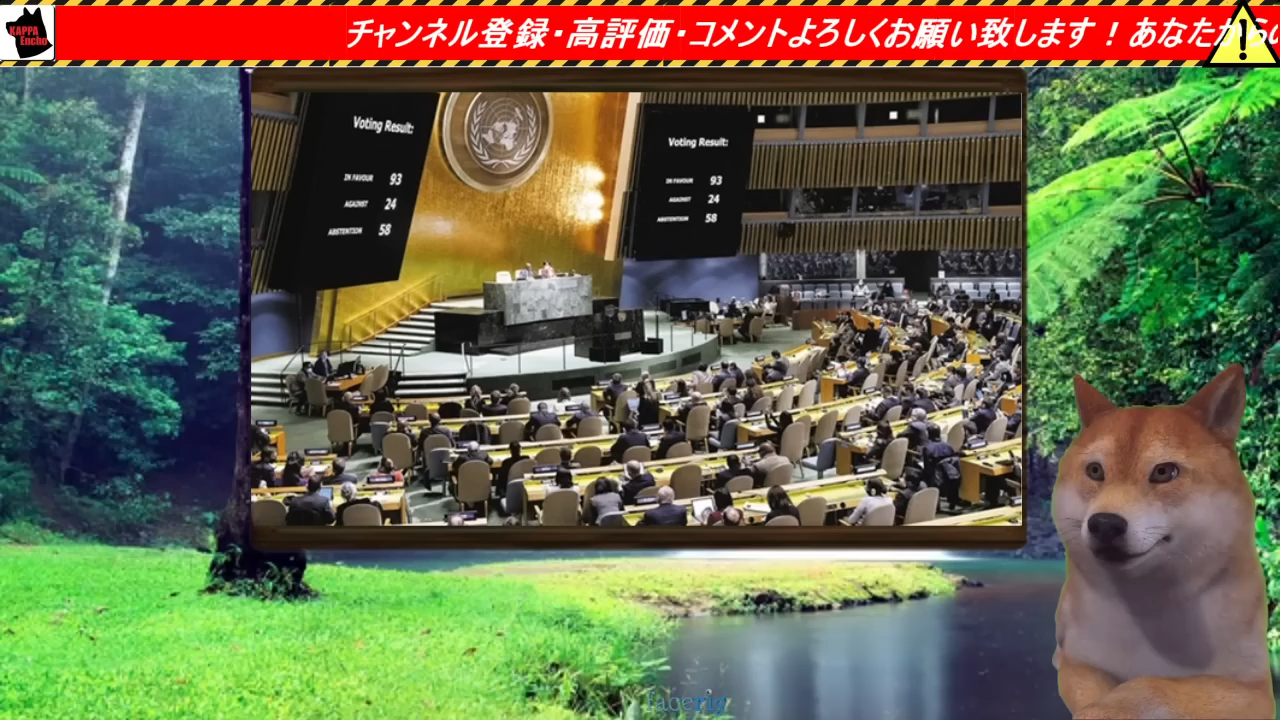 KAPPA
Encho
チャンネル登録・高評価・コメントよろしくお願い致します！あなたから
Voting Result:
IN FAVOUR 93
AGAINST 24
ABSTENTION 58
Voting Result:
IN FAVOUR 93
AGAINST 24
ABSTENTION 58
facerig